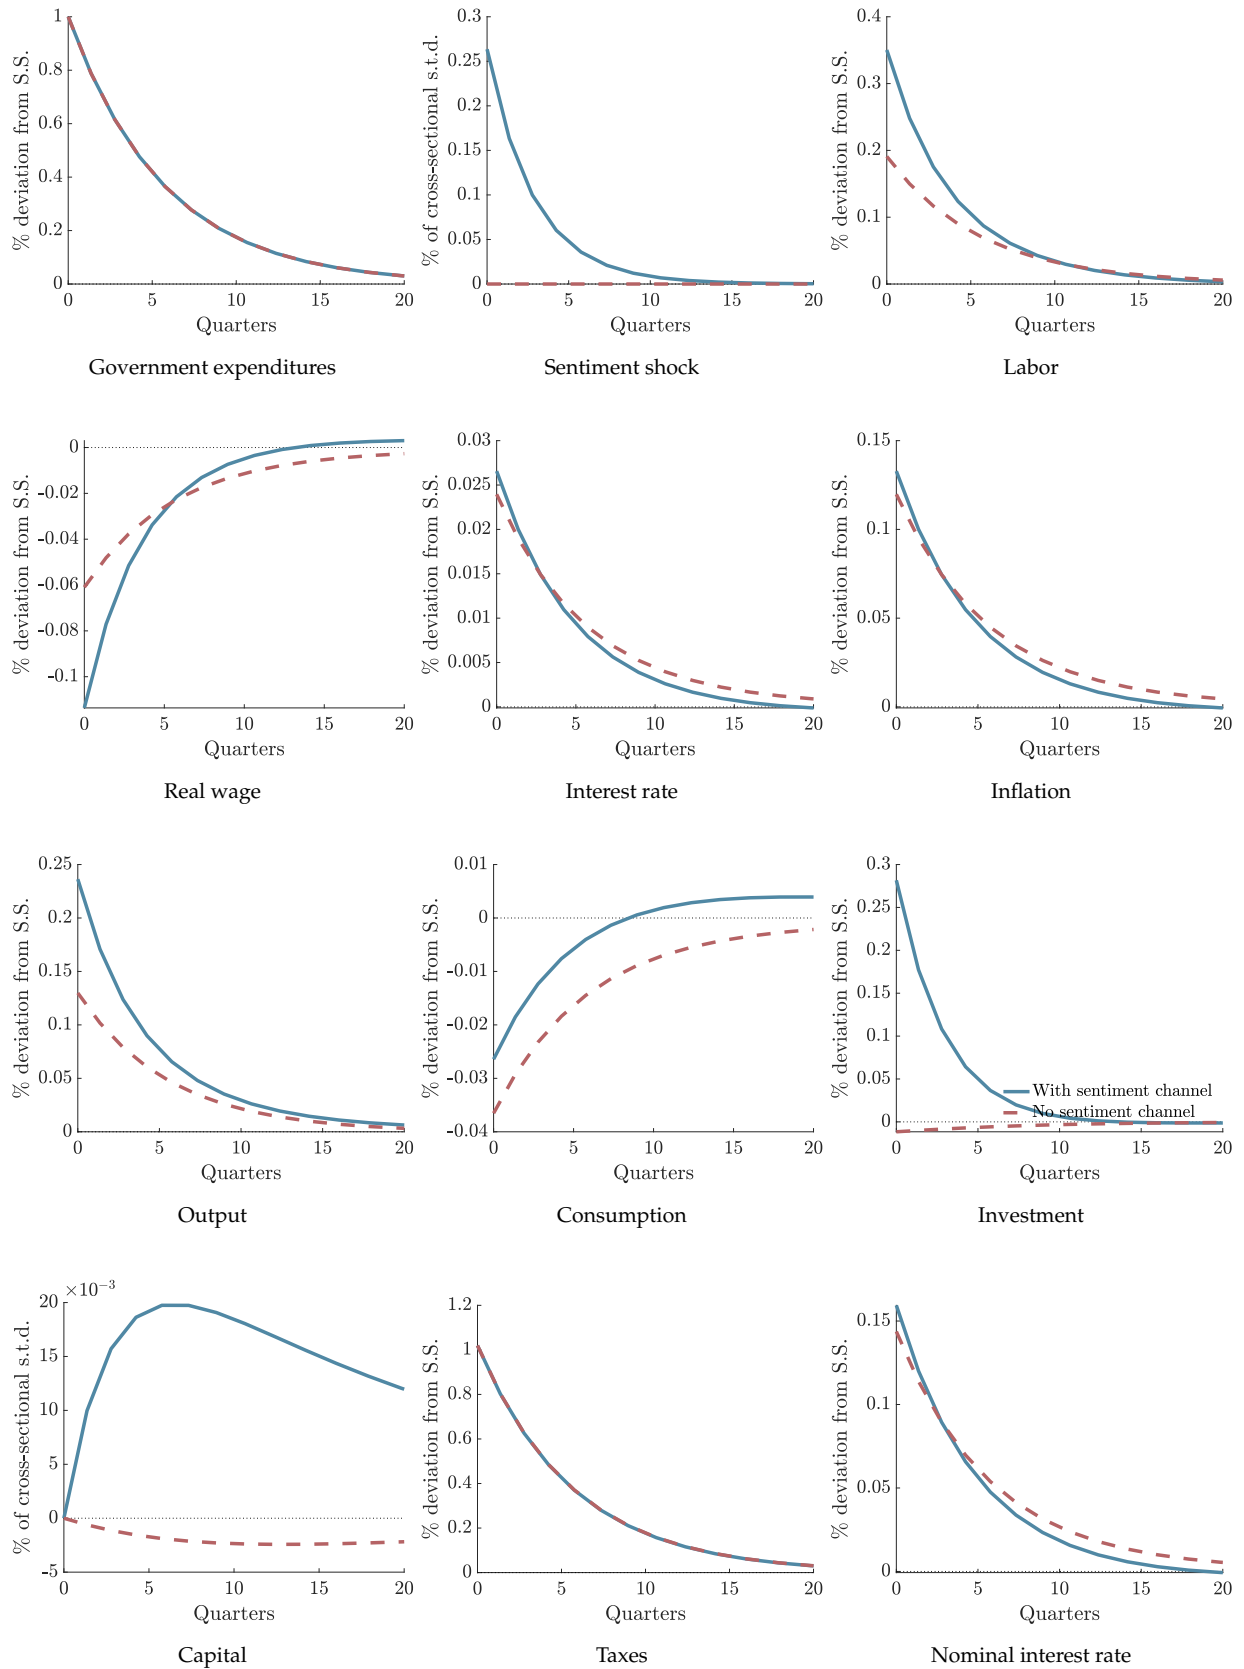 % deviation from S.S.
1
0.8
0.6
0.4
0.2
0
0 5 10 15 20
Quarters
Government expenditures
% of cross-sectional s.t.d.
0.3
0.25
0.2
0.15
0.1
0.05
0
0 5 10 15 20
Quarters
Sentiment shock
% deviation from S.S.
0.4
0.3
0.2
0.1
0
0 5 10 15 20
Quarters
Labor
% deviation from S.S.
0
-0.02
-0.04
-0.06
-0.08
-0.1
0 5 10 15 20
Quarters
Real wage
% deviation from S.S.
0.03
0.025
0.02
0.015
0.01
0.005
0
0 5 10 15 20
Quarters
Interest rate
% deviation from S.S.
0.15
0.1
0.05
0
0 5 10 15 20
Quarters
Inflation
% deviation from S.S.
0.25
0.2
0.15
0.1
0.05
0
0 5 10 15 20
Quarters
Output
% deviation from S.S.
0.01
0
-0.01
-0.02
-0.03
-0.04
0 5 10 15 20
Quarters
Consumption
% deviation from S.S.
0.3
0.2
0.1
0
With sentiment channel
No sentiment channel
0 5 10 15 20
Quarters
Investment
% of cross-sectional s.t.d.
×10⁻³
20
15
10
5
0
-5
0 5 10 15 20
Quarters
Capital
% deviation from S.S.
1.2
1
0.8
0.6
0.4
0.2
0
0 5 10 15 20
Quarters
Taxes
% deviation from S.S.
0.15
0.1
0.05
0
0 5 10 15 20
Quarters
Nominal interest rate